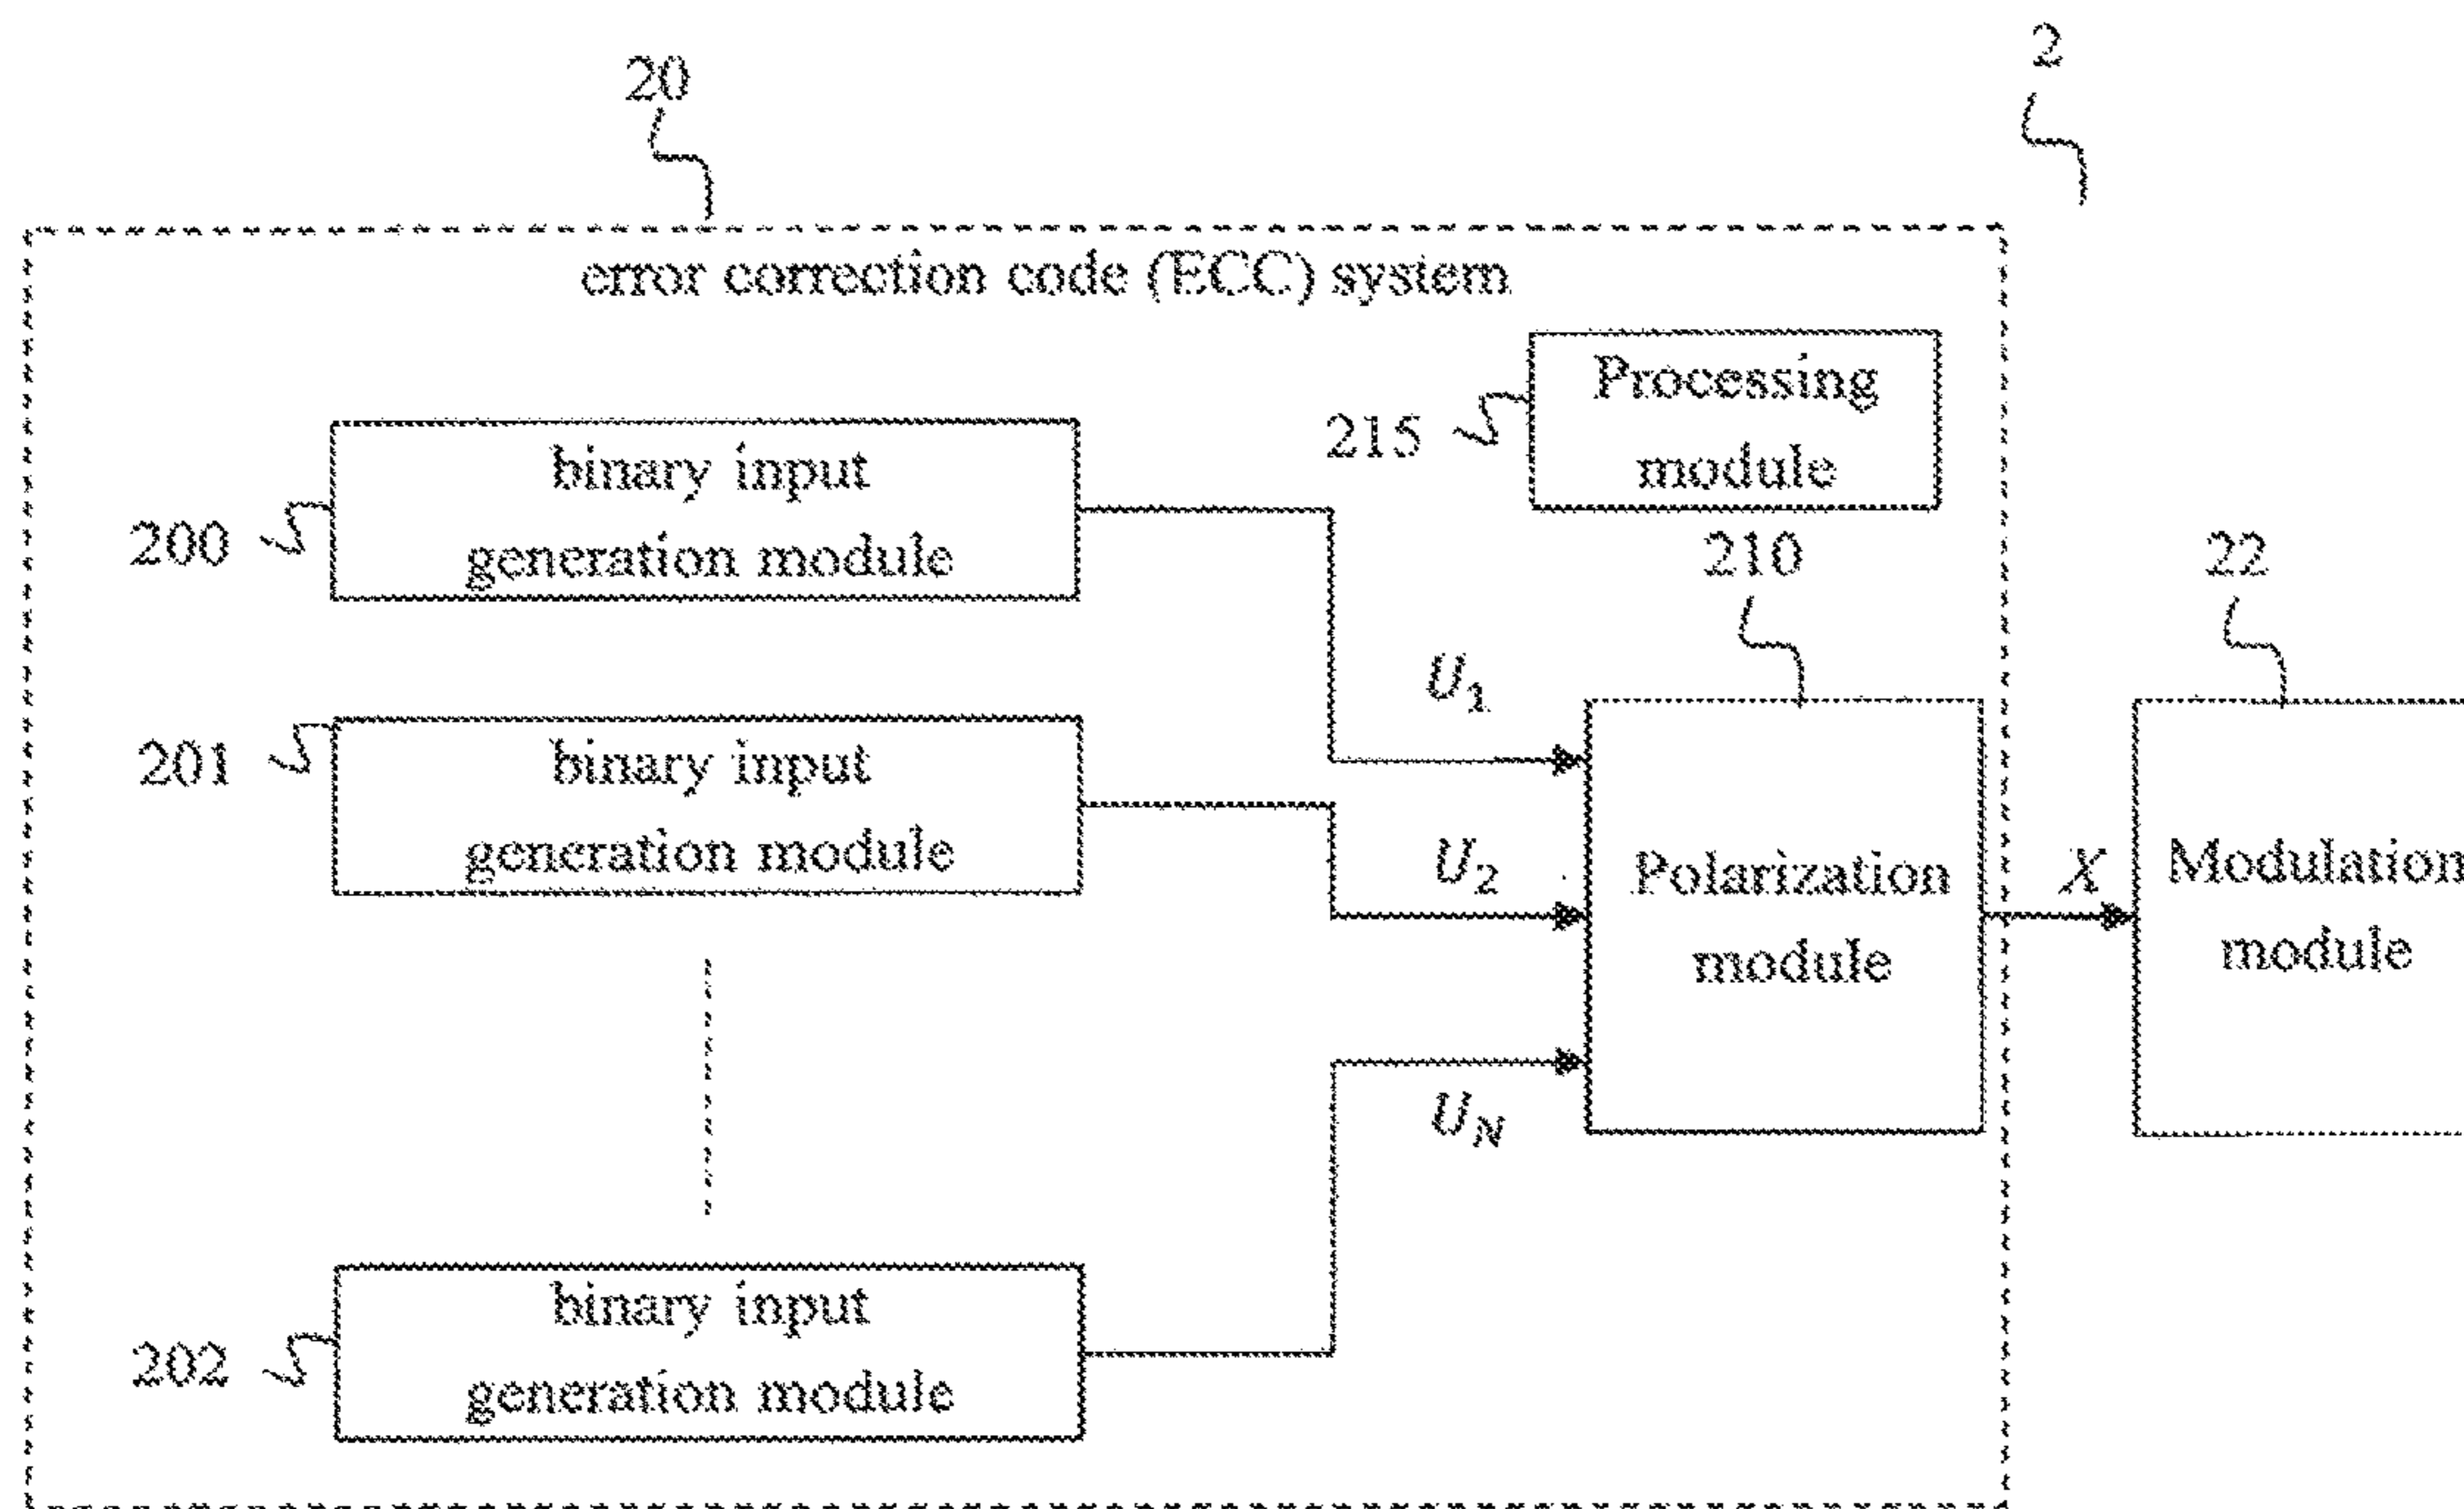 20
2
error correction code (ECC) system
Processing
module
215
binary input
generation module
200
210
22
U₁
binary input
generation module
201
U₂
Polarization
module
X
Modulation
module
U_N
binary input
generation module
202